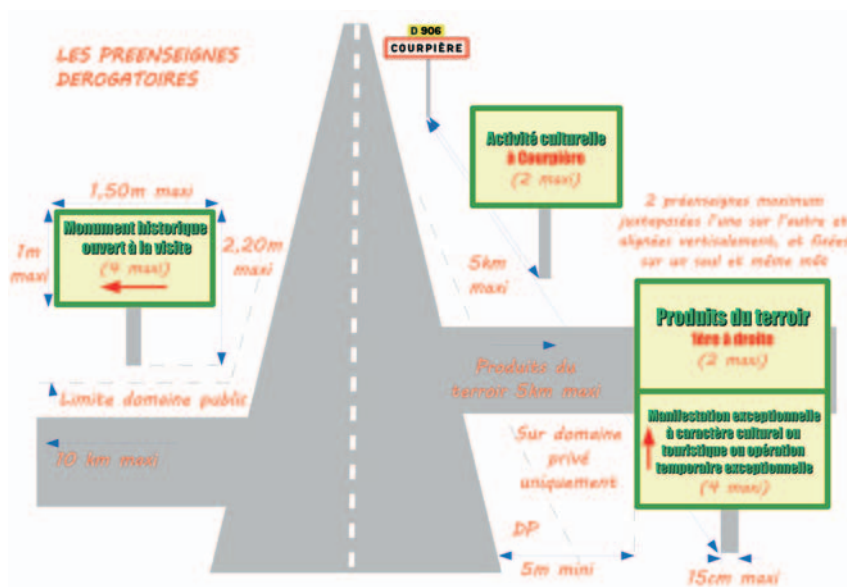 LES PREENSEIGNES
DEROGATOIRES
D 906
COURPIÈRE
Activité culturelle
à Courpière
(2 maxi)
1,50m maxi
Monument historique
ouvert à la visite
(4 maxi)
1m
maxi
2,20m
maxi
5km
maxi
2 préenseignes maximum
juxtaposées l'une sur l'autre et
alignées verticalement, et fixées
sur un seul et même mât
Produits du terroir
1ère à droite
(2 maxi)
Produits du
terroir 5km maxi
Limite domaine public
10 km maxi
Manifestation exceptionnelle
à caractère culturel ou
touristique ou opération
temporaire exceptionnelle
(4 maxi)
Sur domaine
privé
uniquement
DP
5m mini
15cm maxi